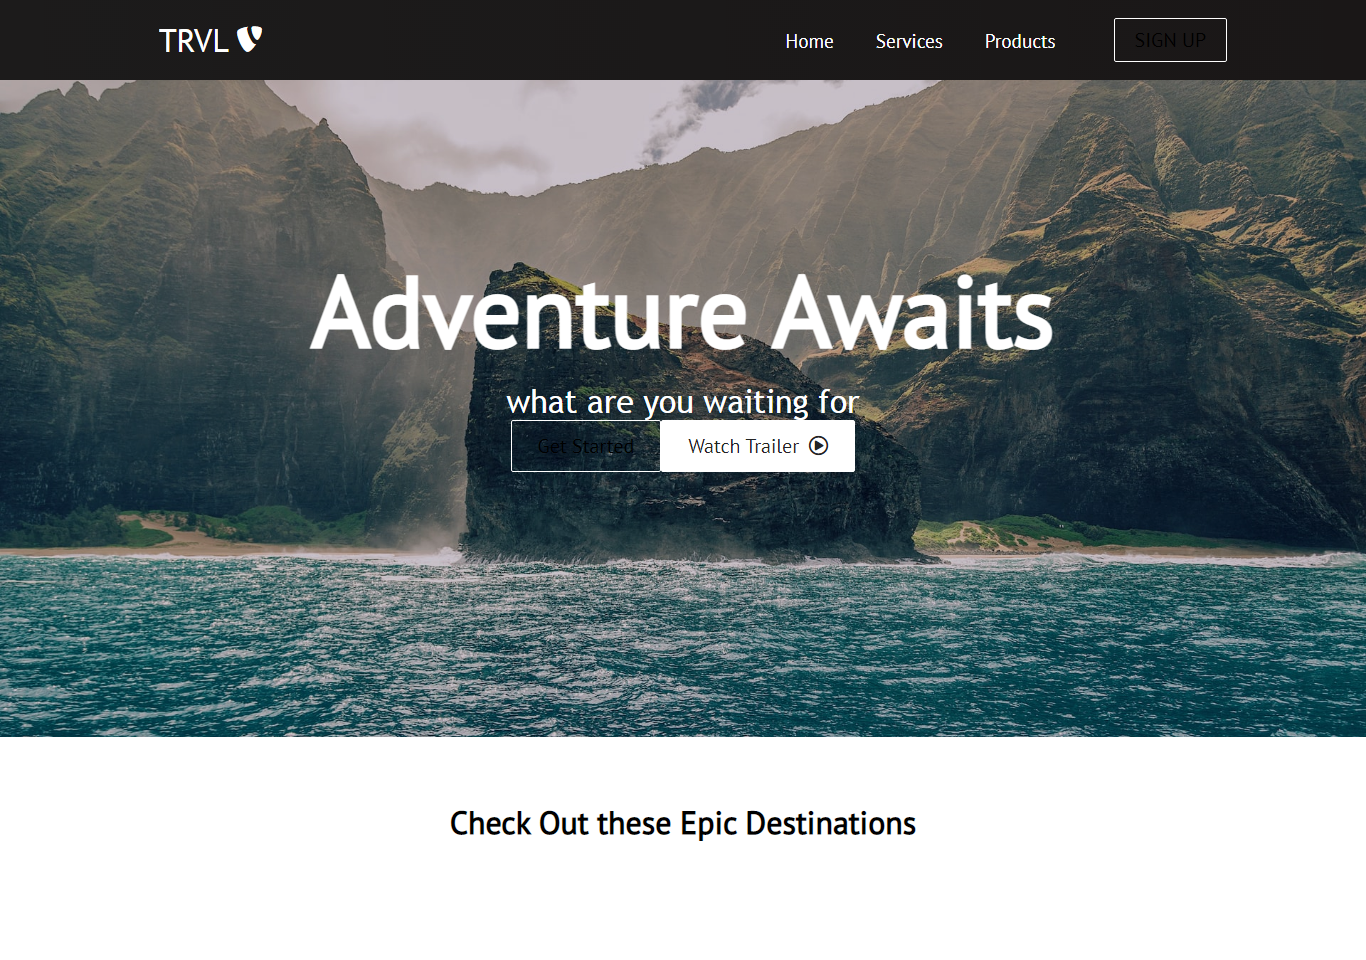 TRVL
Home Services Products SIGN UP
Adventure Awaits
what are you waiting for
Get Started Watch Trailer
Check Out these Epic Destinations